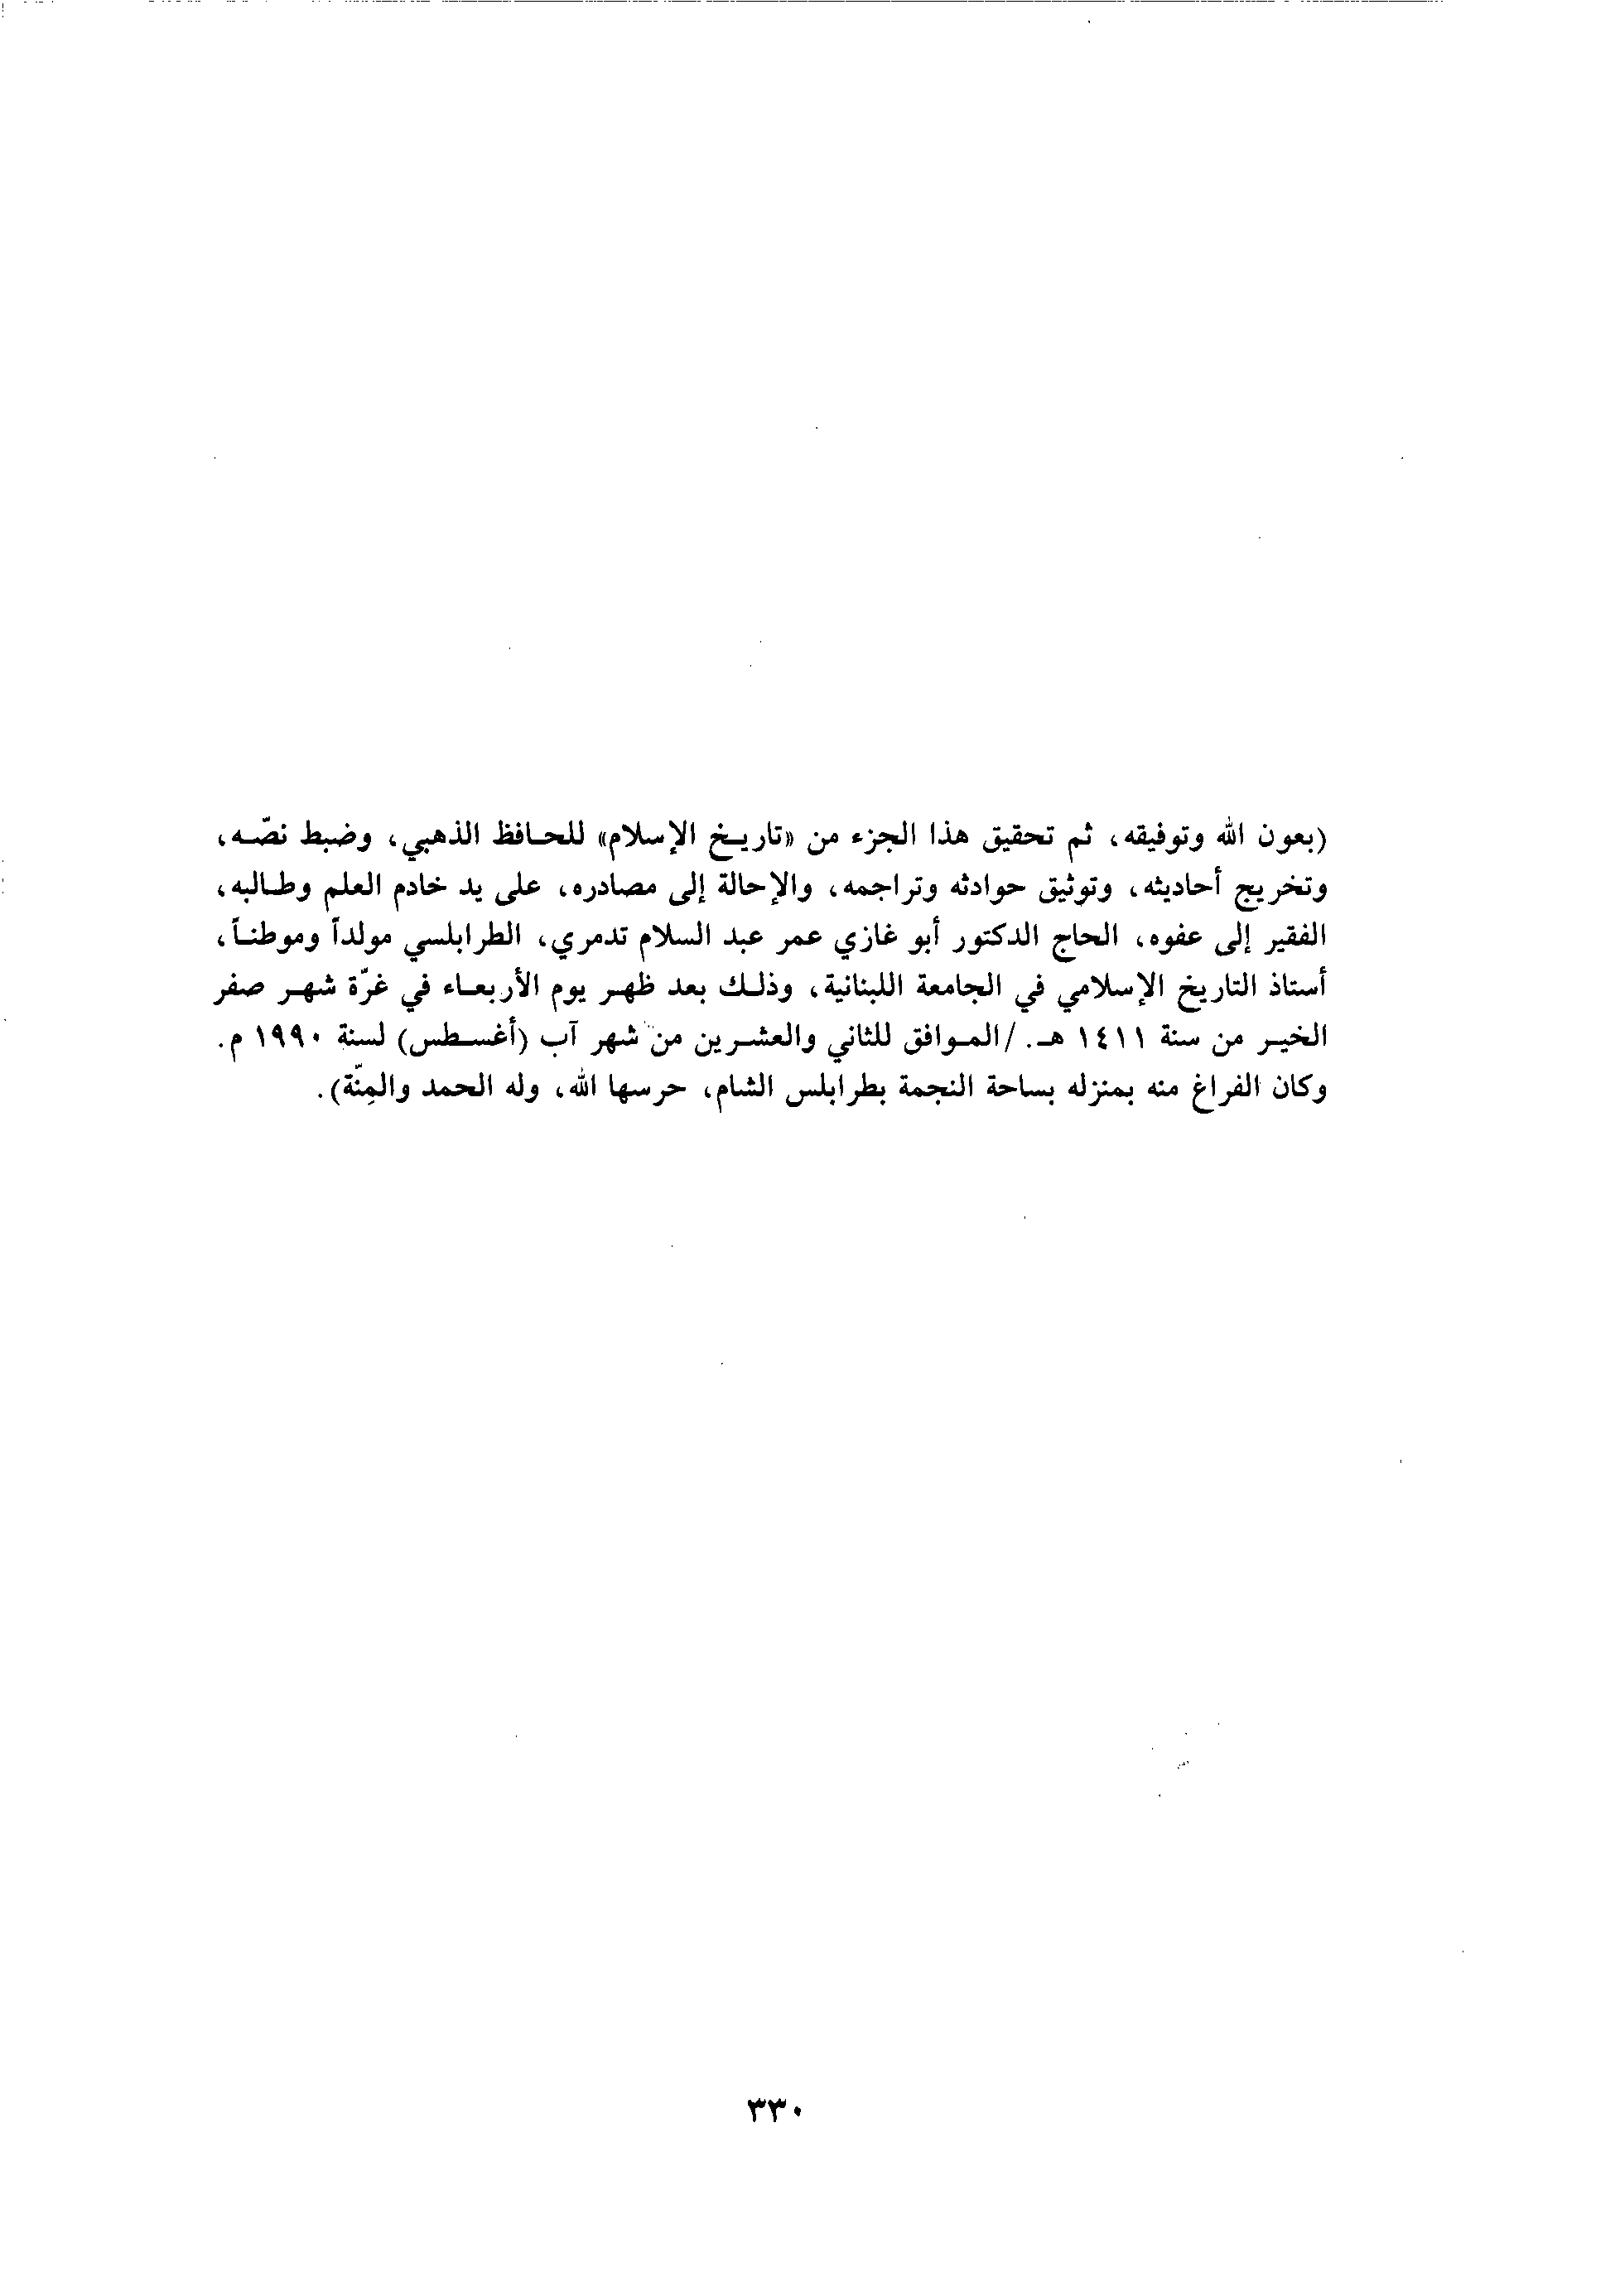 (بعون الله وتوفيقه، ثم تحقيق هذا الجزء من «تاريخ الإسلام» للحافظ الذهبي، وضبط نصّه،
وتخريج أحاديثه، وتوثيق حوادثه وتراجمه، والإحالة إلى مصادره، على يد خادم العلم وطالبه،
الفقير إلى عفوه، الحاج الدكتور أبو غازي عمر عبد السلام تدمري، الطرابلسي مولداً وموطناً،
أستاذ التاريخ الإسلامي في الجامعة اللبنانية، وذلك بعد ظهر يوم الأربعاء في غرّة شهر صفر
الخير من سنة ١٤١١ هـ. /الموافق للثاني والعشرين من شهر آب (أغسطس) لسنة ١٩٩٠ م.
وكان الفراغ منه بمنزله بساحة النجمة بطرابلس الشام، حرسها الله، وله الحمد والمِنّة).
٣٣٠